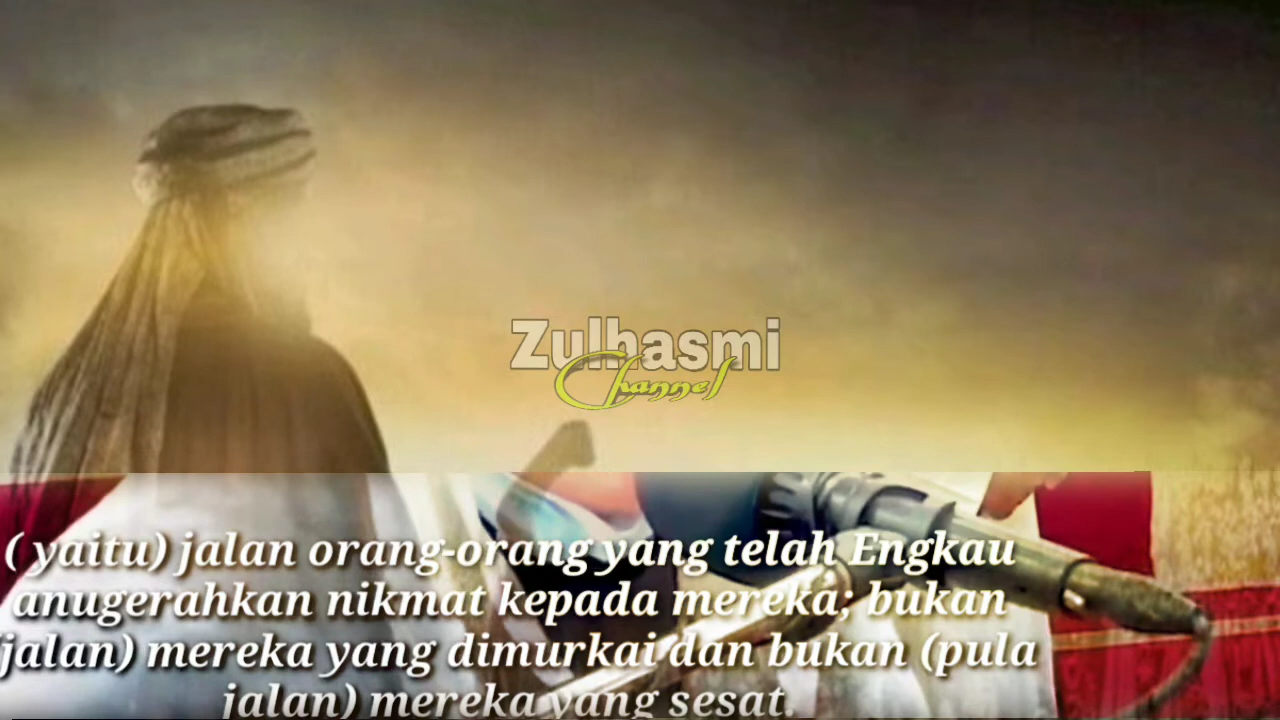 Zulhasmi
Channel
( yaitu) jalan orang-orang yang telah Engkau
anugerahkan nikmat kepada mereka; bukan
(jalan) mereka yang dimurkai dan bukan (pula
jalan) mereka yang sesat.